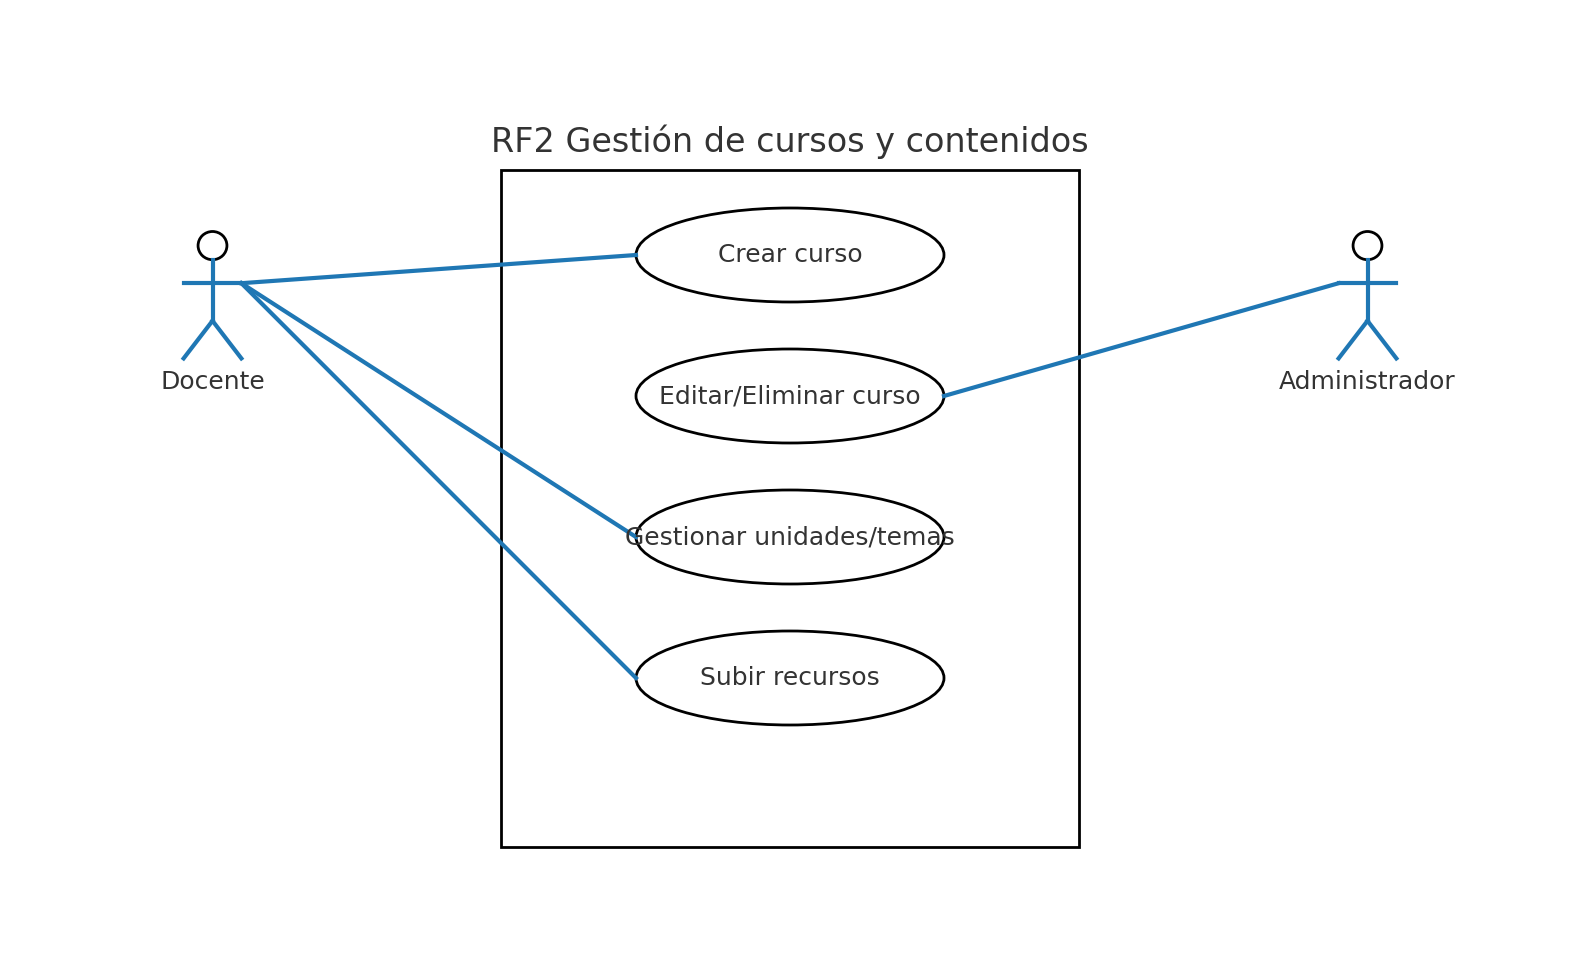 RF2 Gestión de cursos y contenidos
Crear curso
Docente
Editar/Eliminar curso
Administrador
Gestionar unidades/temas
Subir recursos